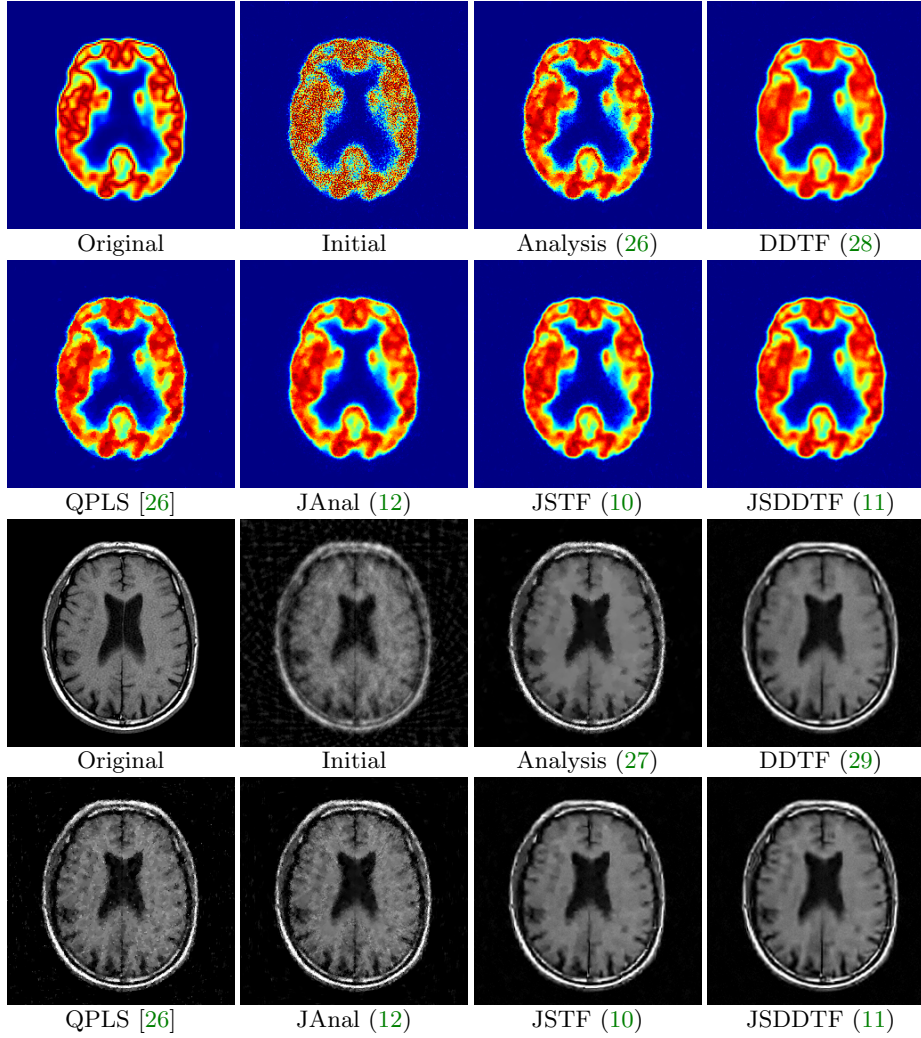 Original Initial Analysis (26) DDTF (28)
QPLS [26] JAnal (12) JSTF (10) JSDDTF (11)
Original Initial Analysis (27) DDTF (29)
QPLS [26] JAnal (12) JSTF (10) JSDDTF (11)